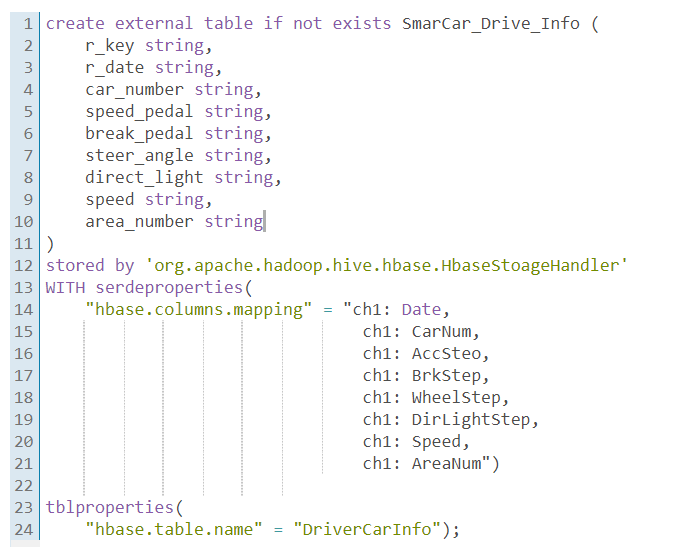 1 create external table if not exists SmarCar_Drive_Info (
2 r_key string,
3 r_date string,
4 car_number string,
5 speed_pedal string,
6 break_pedal string,
7 steer_angle string,
8 direct_light string,
9 speed string,
10 area_number string
11 )
12 stored by 'org.apache.hadoop.hive.hbase.HbaseStoageHandler'
13 WITH serdeproperties(
14 "hbase.columns.mapping" = "ch1: Date,
15 ch1: CarNum,
16 ch1: AccSteo,
17 ch1: BrkStep,
18 ch1: WheelStep,
19 ch1: DirLightStep,
20 ch1: Speed,
21 ch1: AreaNum")
22
23 tblproperties(
24 "hbase.table.name" = "DriverCarInfo");